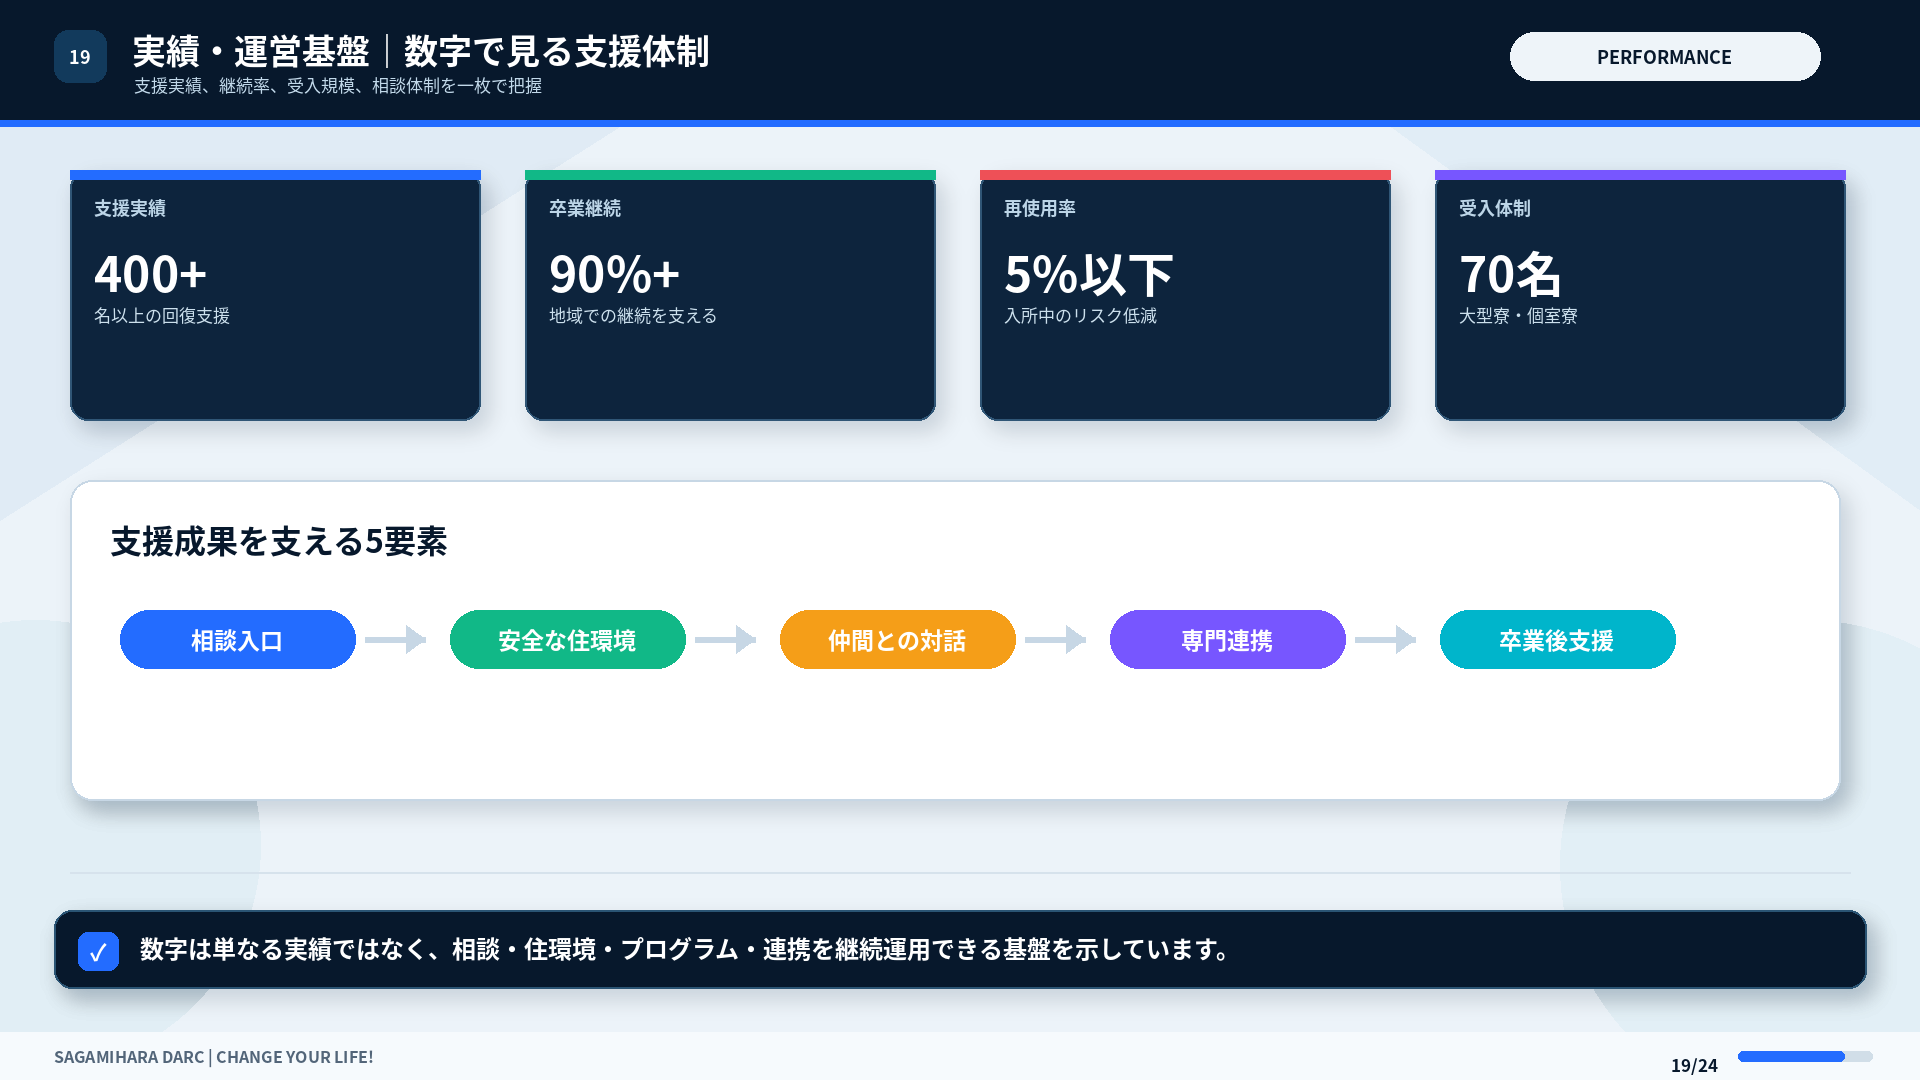 19
実績・運営基盤｜数字で見る支援体制
支援実績、継続率、受入規模、相談体制を一枚で把握
PERFORMANCE
支援実績
400+
名以上の回復支援
卒業継続
90%+
地域での継続を支える
再使用率
5%以下
入所中のリスク低減
受入体制
70名
大型寮・個室寮
支援成果を支える5要素
相談入口
安全な住環境
仲間との対話
専門連携
卒業後支援
✓ 数字は単なる実績ではなく、相談・住環境・プログラム・連携を継続運用できる基盤を示しています。
SAGAMIHARA DARC | CHANGE YOUR LIFE!
19/24